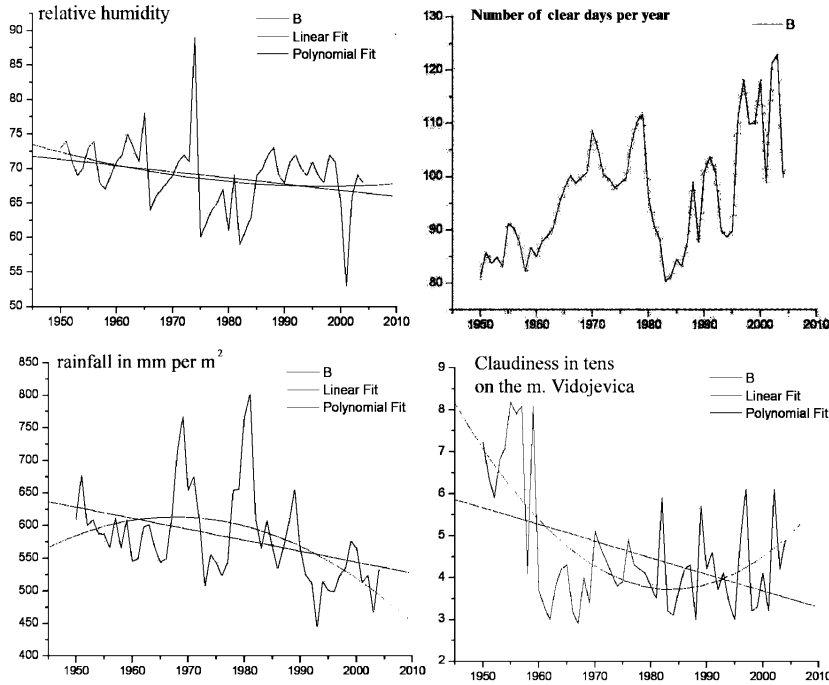 relative humidity
B
Linear Fit
Polynomial Fit
90
85
80
75
70
65
60
55
50
1950 1960 1970 1980 1990 2000 2010
Number of clear days per year
B
130
120
110
100
90
80
1950 1960 1970 1980 1990 2000 2010
rainfall in mm per m²
B
Linear Fit
Polynomial Fit
850
800
750
700
650
600
550
500
450
400
1950 1960 1970 1980 1990 2000 2010
Claudiness in tens
on the m. Vidojevica
B
Linear Fit
Polynomial Fit
9
8
7
6
5
4
3
2
1950 1960 1970 1980 1990 2000 2010